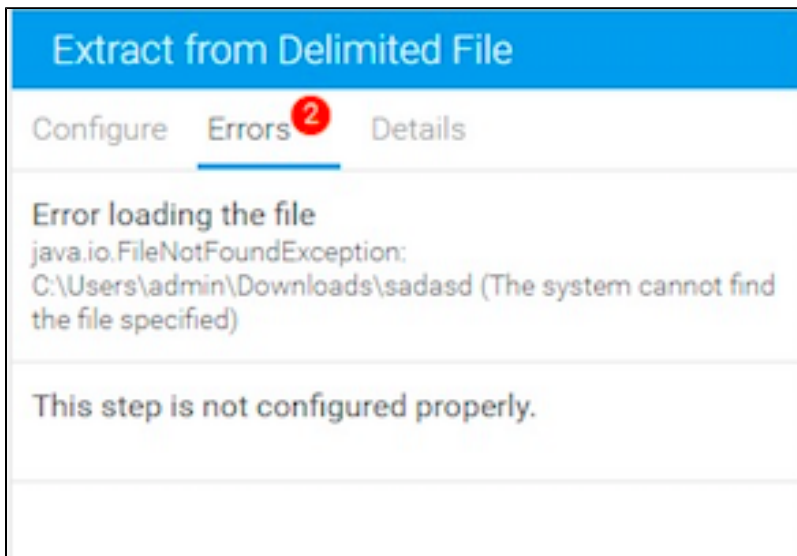 Extract from Delimited File
Configure Errors 2 Details
Error loading the file
java.io.FileNotFoundException:
C:\Users\admin\Downloads\sadasd (The system cannot find
the file specified)
This step is not configured properly.